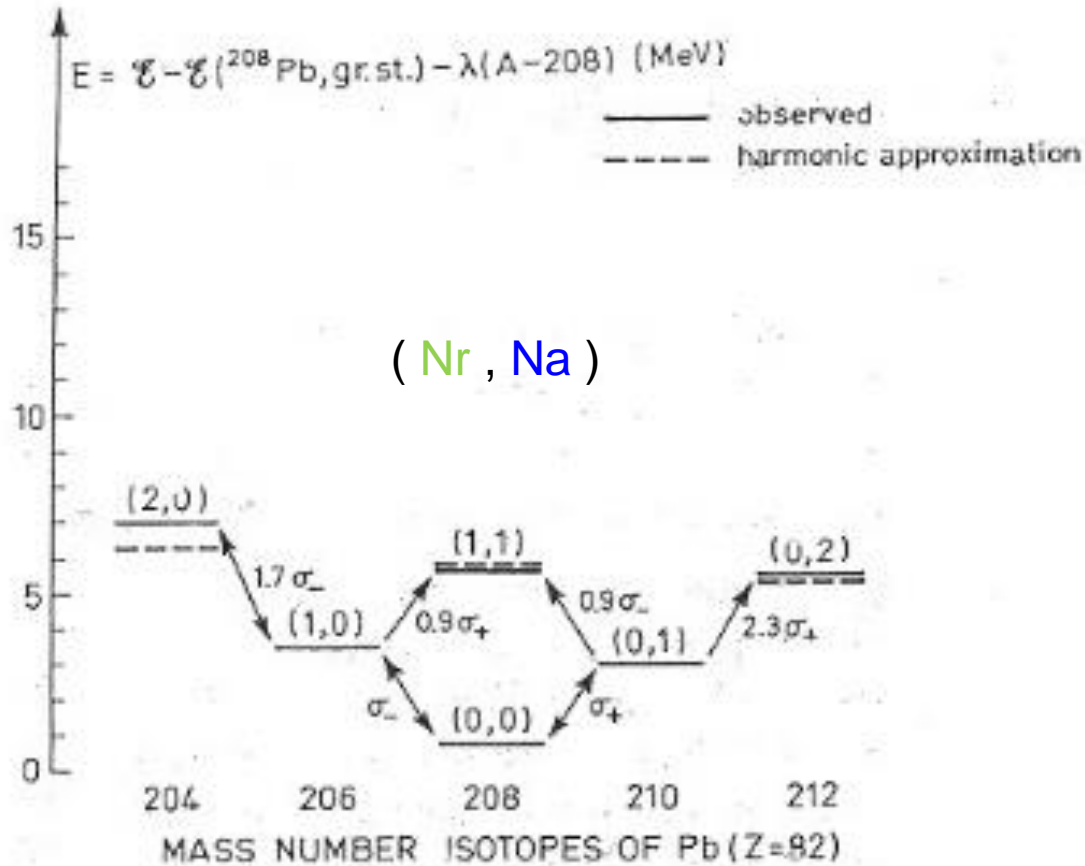 E = ℰ-ℰ(²⁰⁸Pb,gr.st.)-λ(A-208) (MeV)
observed
harmonic approximation
15
( Nr , Na )
10
(2,0)
(1,1)
(0,2)
5
1.7σ₋
(1,0)
0.9σ₊
0.9σ₋
(0,1)
2.3σ₊
σ₋
(0,0)
σ₊
0
204 206 208 210 212
MASS NUMBER ISOTOPES OF Pb (Z=82)